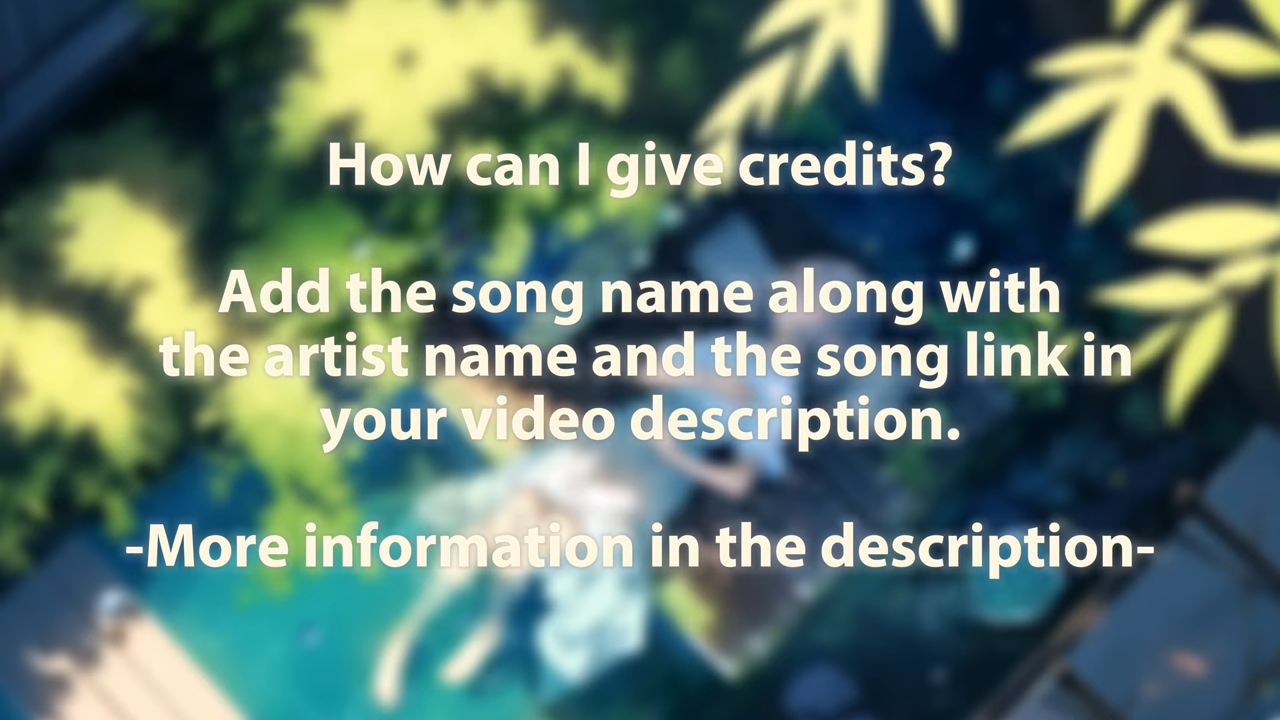 How can I give credits?
Add the song name along with
the artist name and the song link in
your video description.
-More information in the description-